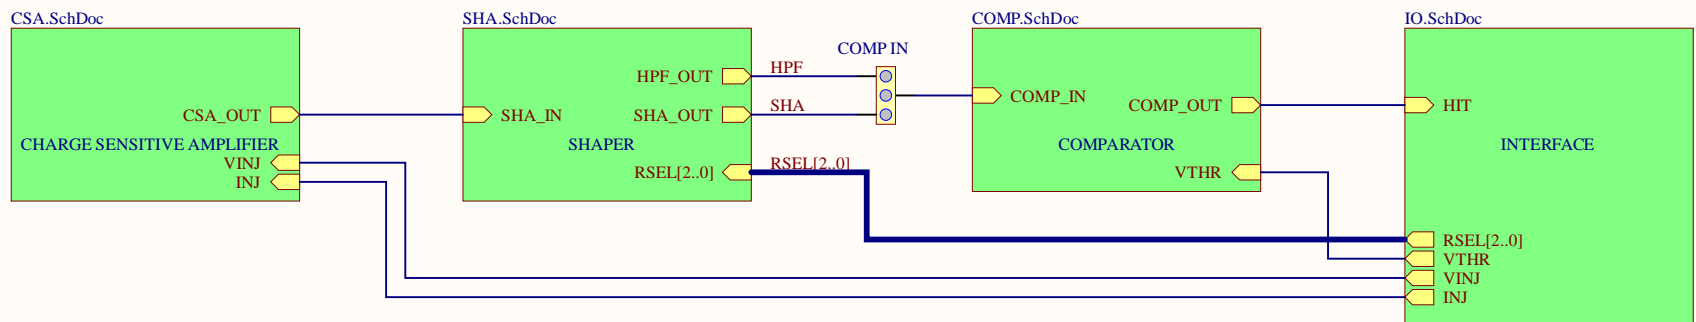 CSA.SchDoc
CSA_OUT
CHARGE SENSITIVE AMPLIFIER
VINJ
INJ
SHA.SchDoc
HPF_OUT
SHA_IN
SHA_OUT
SHAPER
RSEL[2..0]
HPF
SHA
RSEL[2..0]
COMP IN
COMP.SchDoc
COMP_IN
COMP_OUT
COMPARATOR
VTHR
IO.SchDoc
HIT
INTERFACE
RSEL[2..0]
VTHR
VINJ
INJ